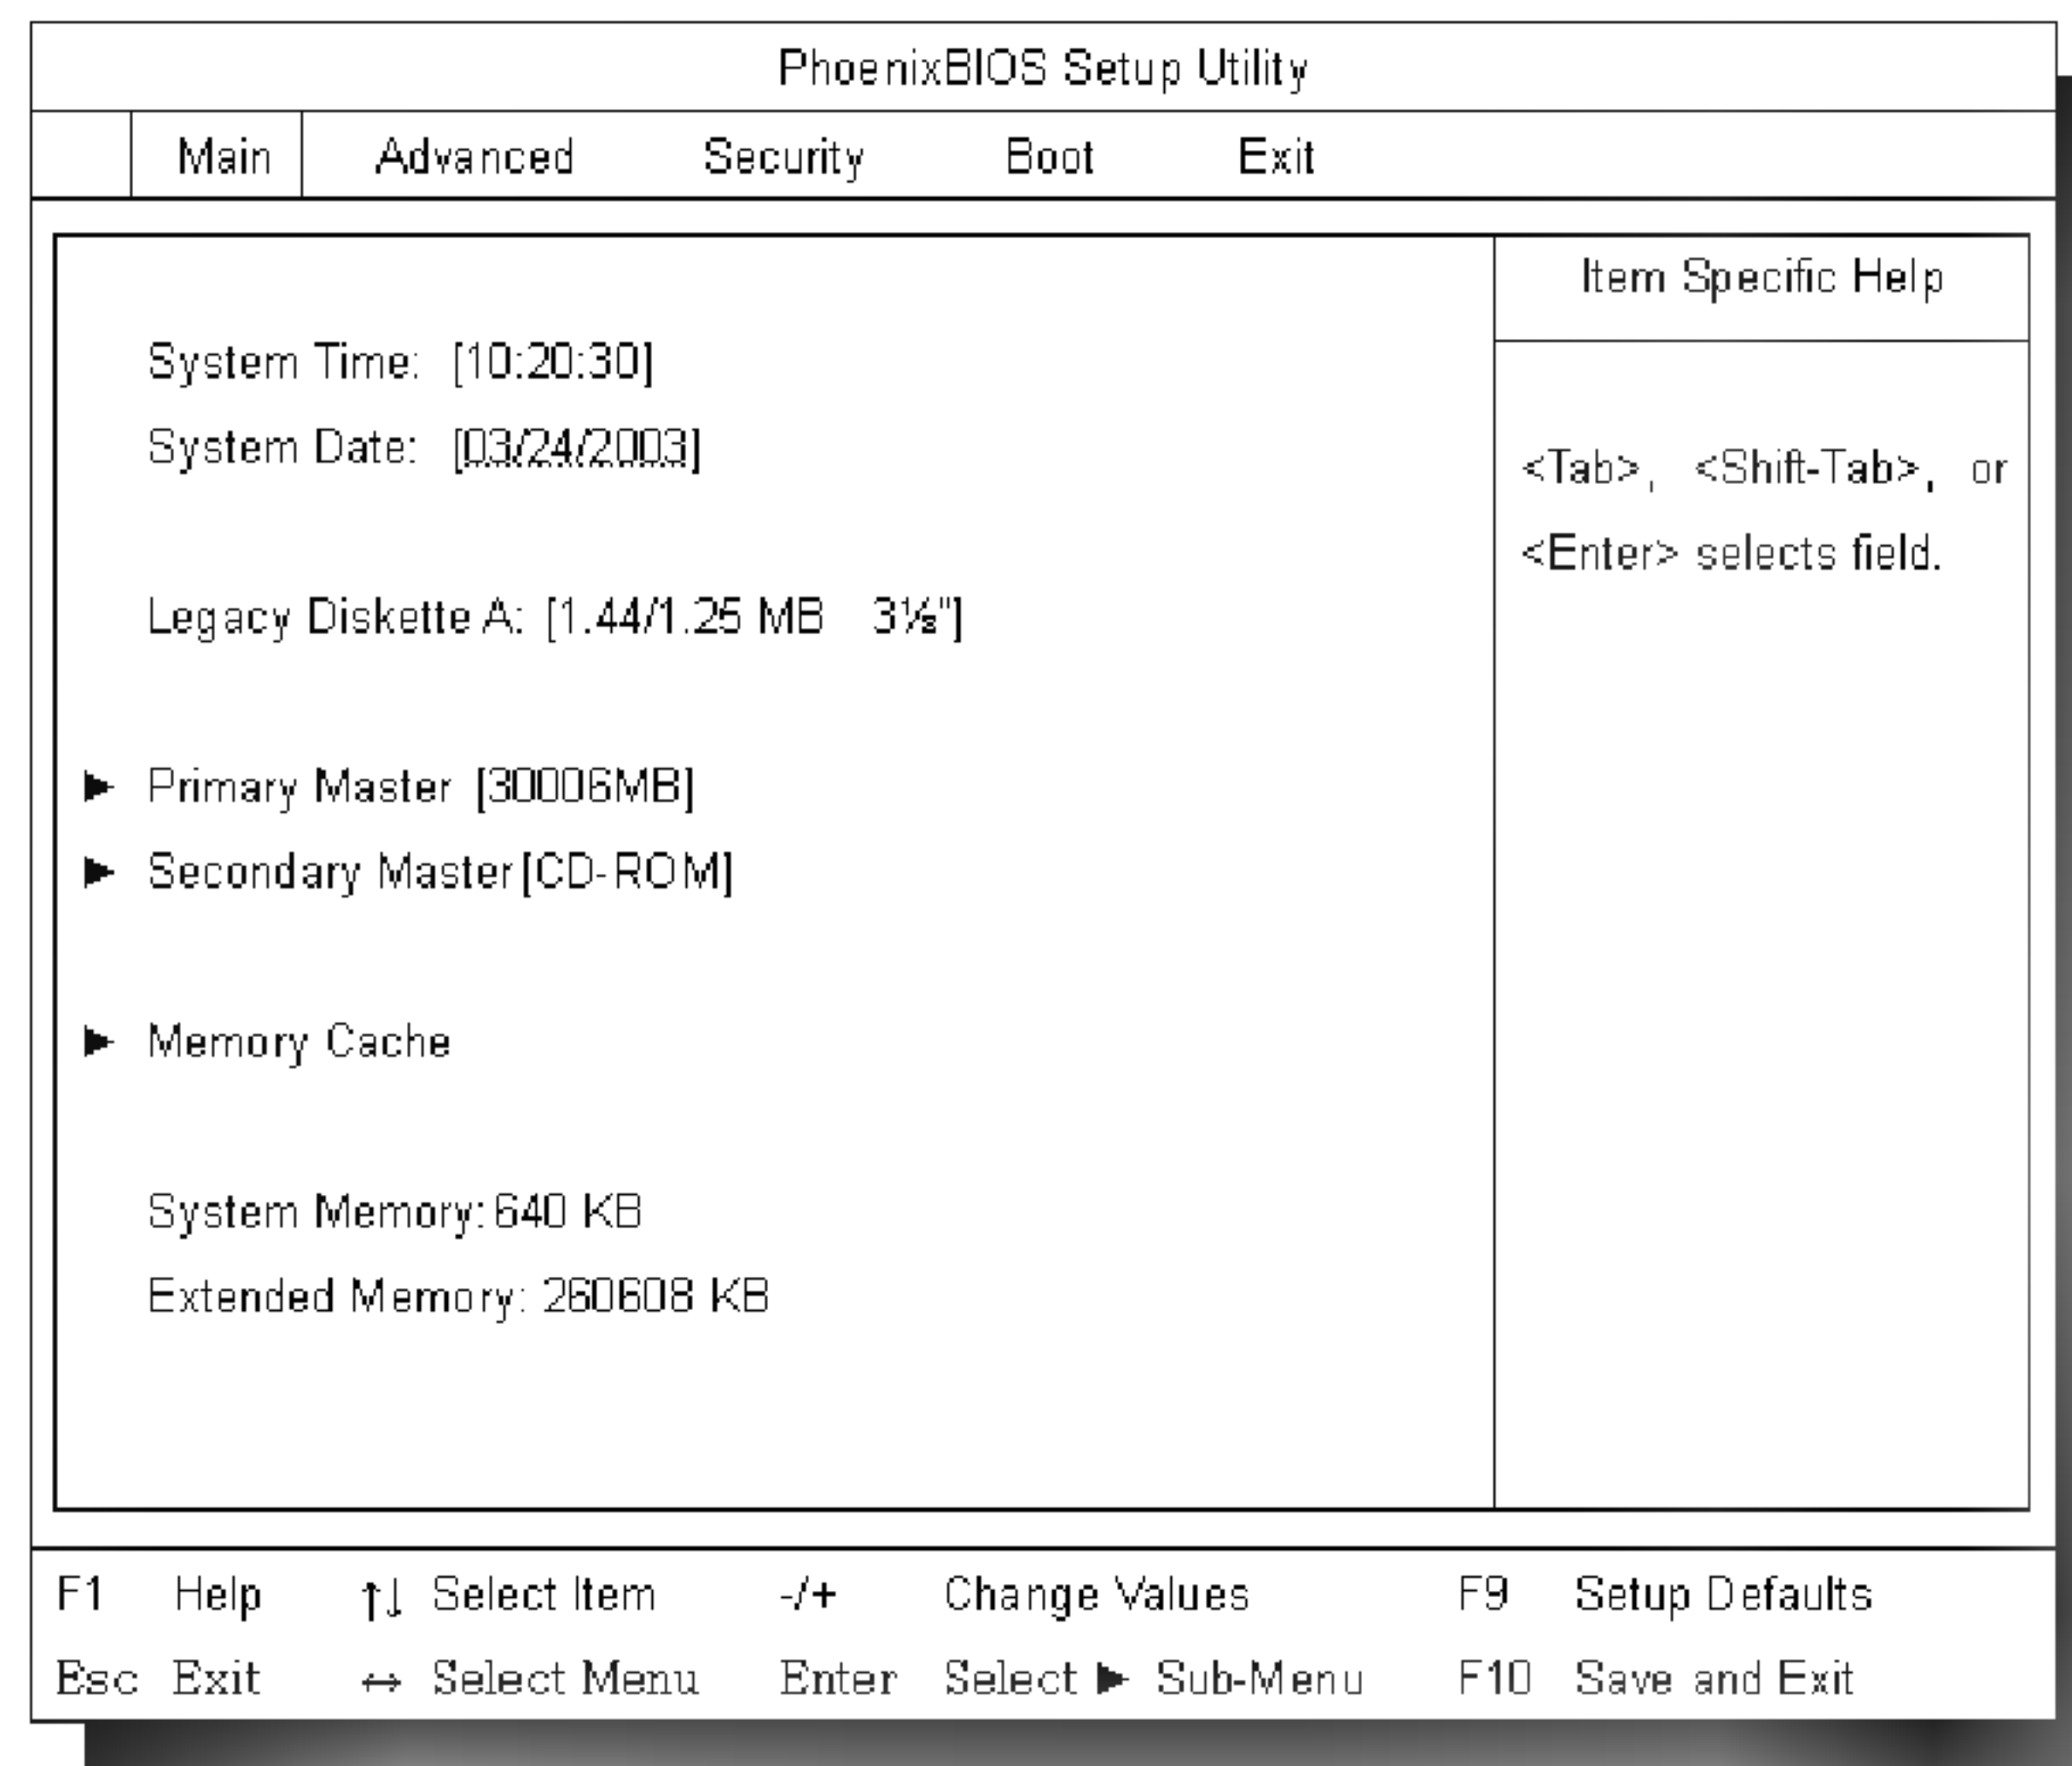 PhoenixBIOS Setup Utility
Main Advanced Security Boot Exit
Item Specific Help
System Time: [10:20:30]
System Date: [03/24/2003]
<Tab>, <Shift-Tab>, or
<Enter> selects field.
Legacy Diskette A: [1.44/1.25 MB 3½"]
► Primary Master [30006MB]
► Secondary Master[CD-ROM]
► Memory Cache
System Memory: 640 KB
Extended Memory: 260608 KB
F1 Help ↑↓ Select Item -/+ Change Values F9 Setup Defaults
Esc Exit ↔ Select Menu Enter Select ► Sub-Menu F10 Save and Exit